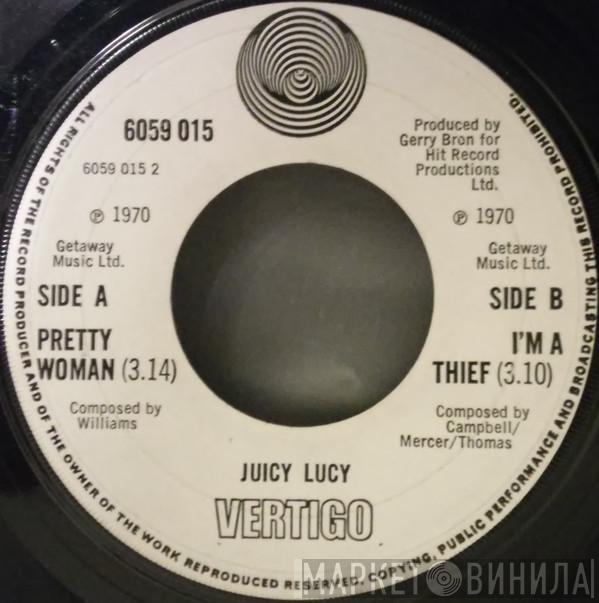 6059 015
6059 015 2
℗ 1970
Getaway
Music Ltd.
SIDE A
PRETTY
WOMAN (3.14)
Composed by
Williams
Produced by
Gerry Bron for
Hit Record
Productions
Ltd.
℗ 1970
Getaway
Music Ltd.
SIDE B
I'M A
THIEF (3.10)
Composed by
Campbell/
Mercer/Thomas
JUICY LUCY
VERTIGO
ALL RIGHTS OF THE RECORD PRODUCER AND OF THE OWNER OF THE WORK REPRODUCED RESERVED. COPYING, PUBLIC PERFORMANCE AND BROADCASTING THIS RECORD PROHIBITED.
МАРКЕТ ВИНИЛА